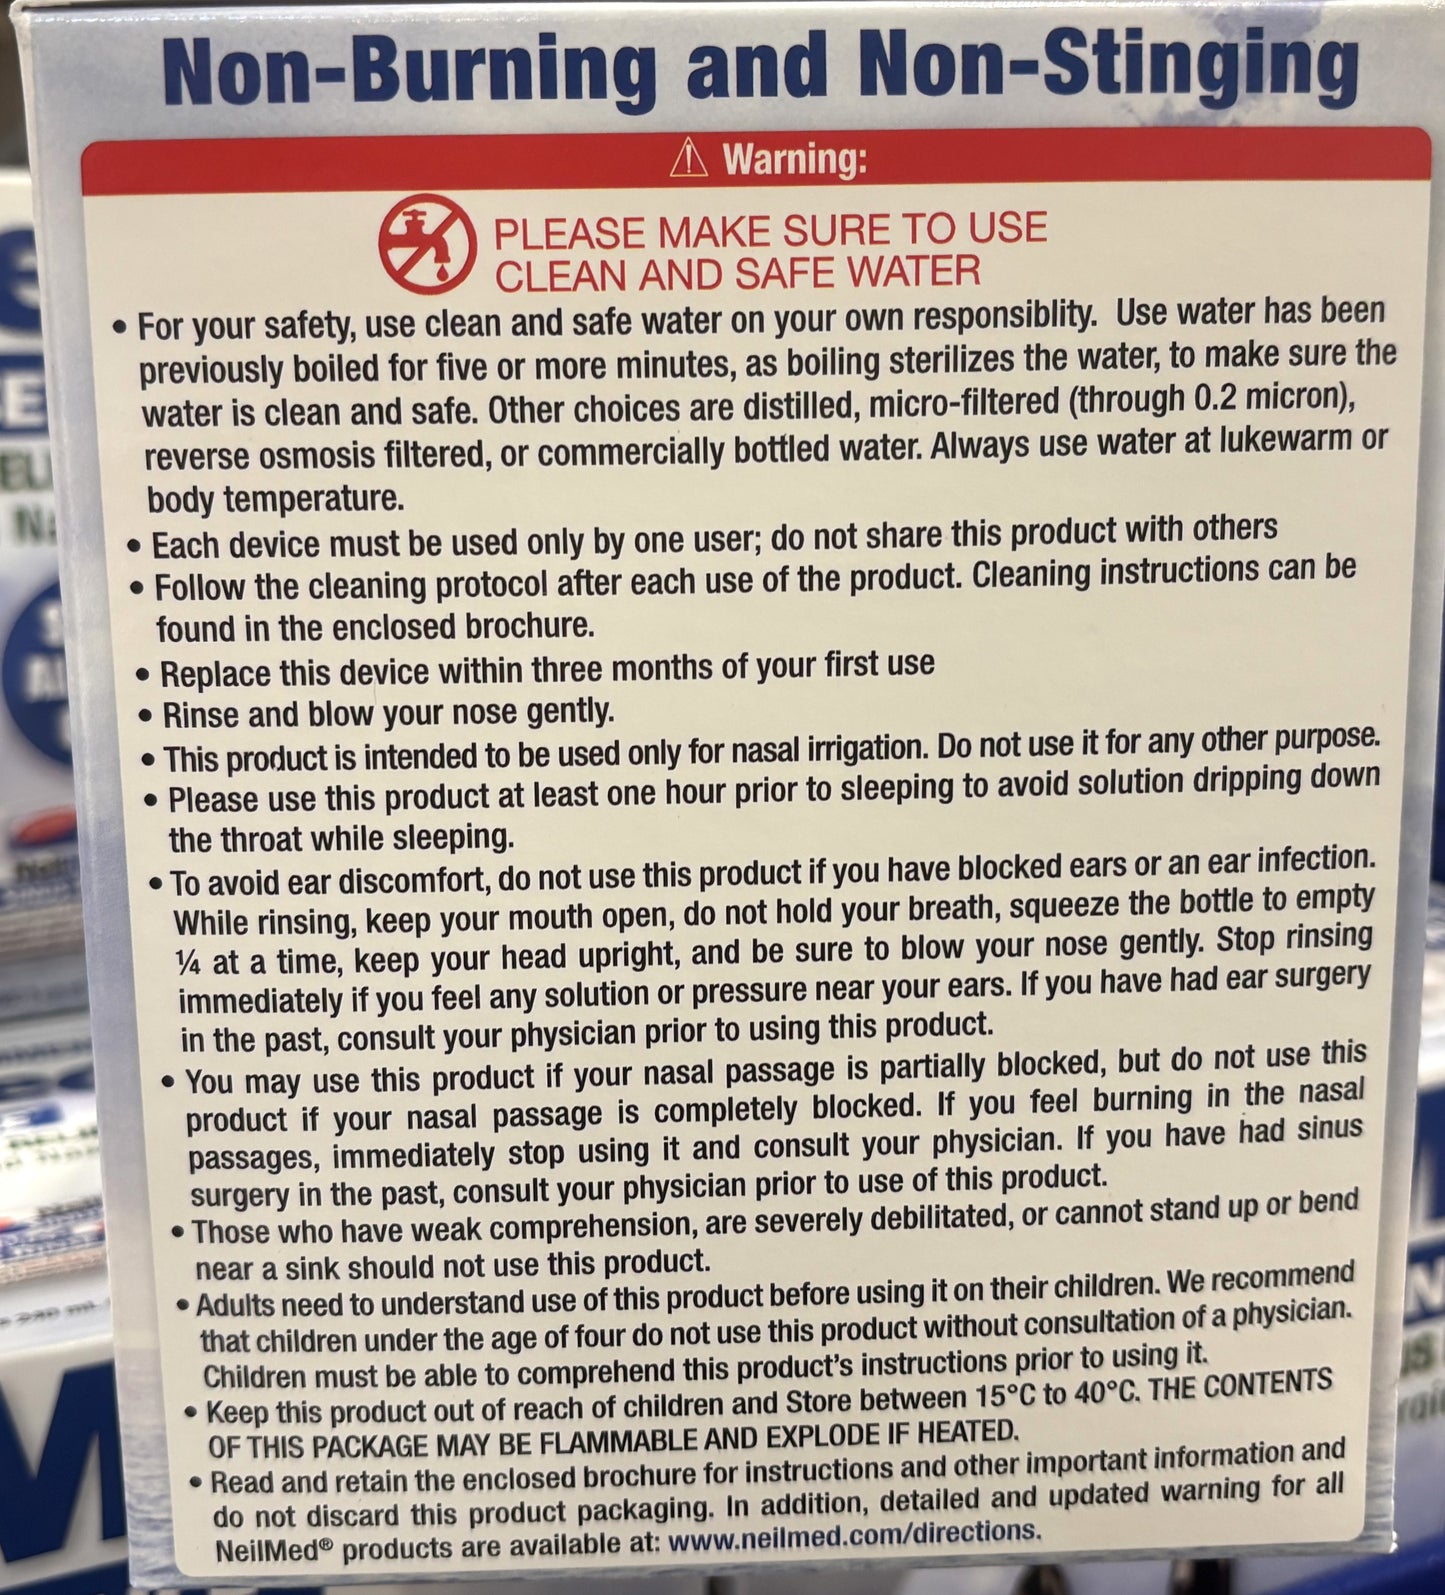 Non-Burning and Non-Stinging
Warning:
PLEASE MAKE SURE TO USE
CLEAN AND SAFE WATER
• For your safety, use clean and safe water on your own responsiblity. Use water has been
previously boiled for five or more minutes, as boiling sterilizes the water, to make sure the
water is clean and safe. Other choices are distilled, micro-filtered (through 0.2 micron),
reverse osmosis filtered, or commercially bottled water. Always use water at lukewarm or
body temperature.
• Each device must be used only by one user; do not share this product with others
• Follow the cleaning protocol after each use of the product. Cleaning instructions can be
found in the enclosed brochure.
• Replace this device within three months of your first use
• Rinse and blow your nose gently.
• This product is intended to be used only for nasal irrigation. Do not use it for any other purpose.
• Please use this product at least one hour prior to sleeping to avoid solution dripping down
the throat while sleeping.
• To avoid ear discomfort, do not use this product if you have blocked ears or an ear infection.
While rinsing, keep your mouth open, do not hold your breath, squeeze the bottle to empty
¼ at a time, keep your head upright, and be sure to blow your nose gently. Stop rinsing
immediately if you feel any solution or pressure near your ears. If you have had ear surgery
in the past, consult your physician prior to using this product.
• You may use this product if your nasal passage is partially blocked, but do not use this
product if your nasal passage is completely blocked. If you feel burning in the nasal
passages, immediately stop using it and consult your physician. If you have had sinus
surgery in the past, consult your physician prior to use of this product.
• Those who have weak comprehension, are severely debilitated, or cannot stand up or bend
near a sink should not use this product.
• Adults need to understand use of this product before using it on their children. We recommend
that children under the age of four do not use this product without consultation of a physician.
Children must be able to comprehend this product's instructions prior to using it.
• Keep this product out of reach of children and Store between 15°C to 40°C. THE CONTENTS
OF THIS PACKAGE MAY BE FLAMMABLE AND EXPLODE IF HEATED.
• Read and retain the enclosed brochure for instructions and other important information and
do not discard this product packaging. In addition, detailed and updated warning for all
NeilMed® products are available at: www.neilmed.com/directions.